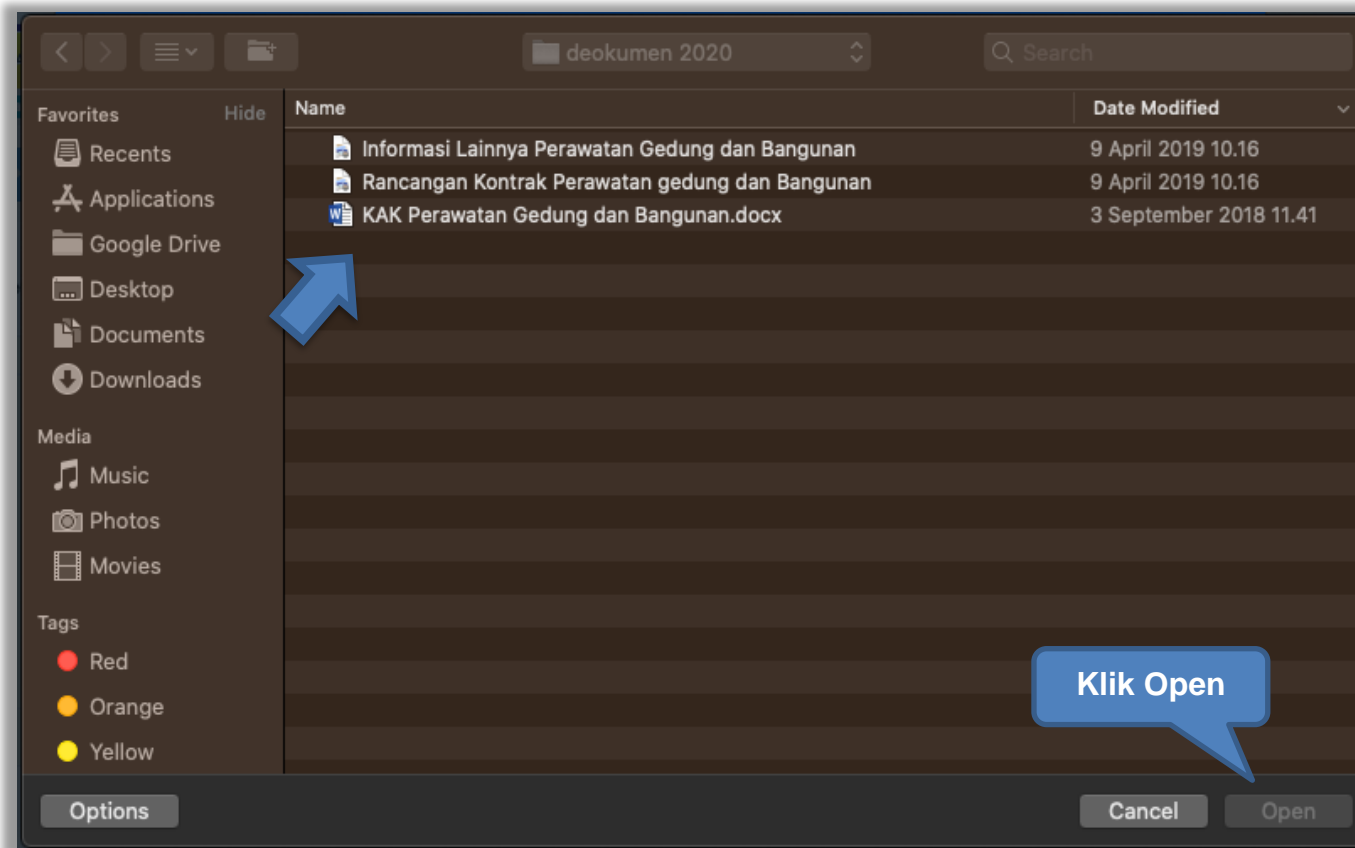 deokumen 2020
Search
Favorites Hide
Name Date Modified
Recents
Informasi Lainnya Perawatan Gedung dan Bangunan 9 April 2019 10.16
Rancangan Kontrak Perawatan gedung dan Bangunan 9 April 2019 10.16
KAK Perawatan Gedung dan Bangunan.docx 3 September 2018 11.41
Applications
Google Drive
Desktop
Documents
Downloads
Media
Music
Photos
Movies
Tags
Red
Orange
Yellow
Klik Open
Options
Cancel
Open